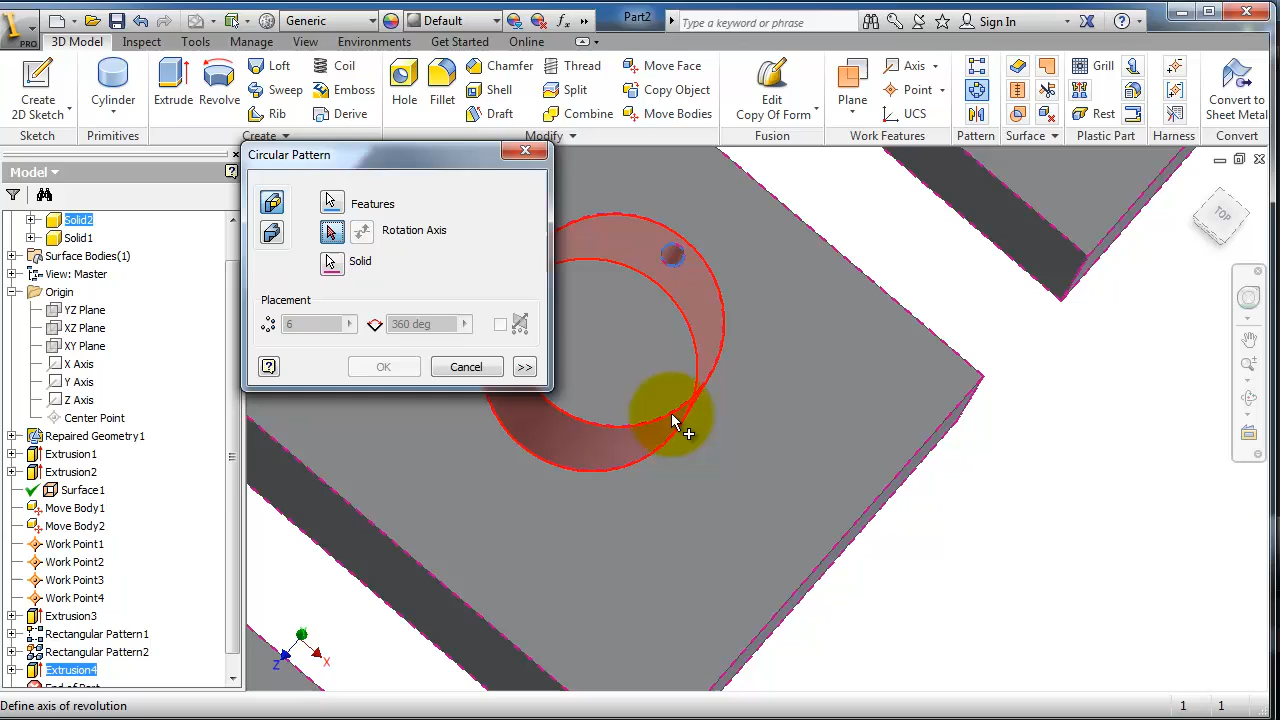 PRO
Generic
Default
Part2
Type a keyword or phrase
Sign In
3D Model
Inspect
Tools
Manage
View
Environments
Get Started
Online
Create
2D Sketch
Cylinder
Extrude
Revolve
Loft
Sweep
Rib
Coil
Emboss
Derive
Hole
Fillet
Chamfer
Shell
Draft
Thread
Split
Combine
Move Face
Copy Object
Move Bodies
Edit
Copy Of Form
Plane
Axis
Point
UCS
Grill
Rest
Convert to
Sheet Metal
Sketch
Primitives
Create
Modify
Fusion
Work Features
Pattern
Surface
Plastic Part
Harness
Convert
Model
Solid2
Solid1
Surface Bodies(1)
View: Master
Origin
YZ Plane
XZ Plane
XY Plane
X Axis
Y Axis
Z Axis
Center Point
Repaired Geometry1
Extrusion1
Extrusion2
Surface1
Move Body1
Move Body2
Work Point1
Work Point2
Work Point3
Work Point4
Extrusion3
Rectangular Pattern1
Rectangular Pattern2
Extrusion4
End of Part
Circular Pattern
Features
Rotation Axis
Solid
Placement
6
360 deg
OK
Cancel
>>
TOP
Z
X
Define axis of revolution
1
1